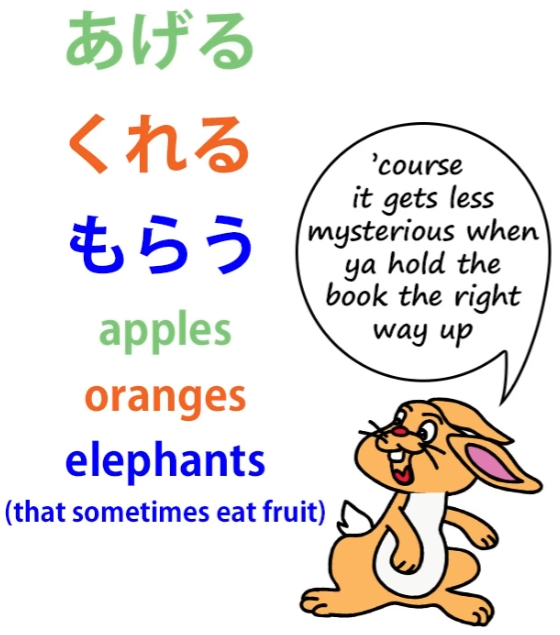 あげる
くれる
もらう
apples
oranges
elephants
(that sometimes eat fruit)
’course
it gets less
mysterious when
ya hold the
book the right
way up